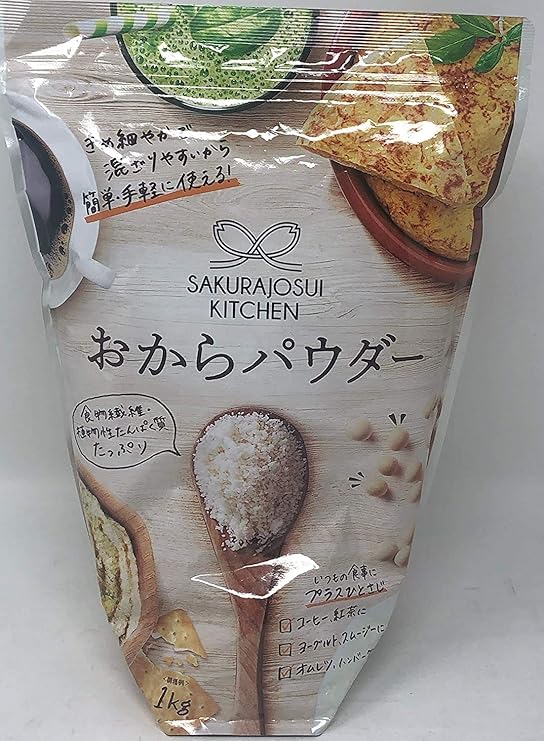 きめ細やかで
混ざりやすいから
簡単・手軽に使える!
SAKURAJOSUI
KITCHEN
おからパウダー
食物繊維・
植物性たんぱく質
たっぷり
いつもの食事に
プラスひとさじ
コーヒー、紅茶に
ヨーグルト、スムージーに
オムレツ、ハンバーグ
1kg